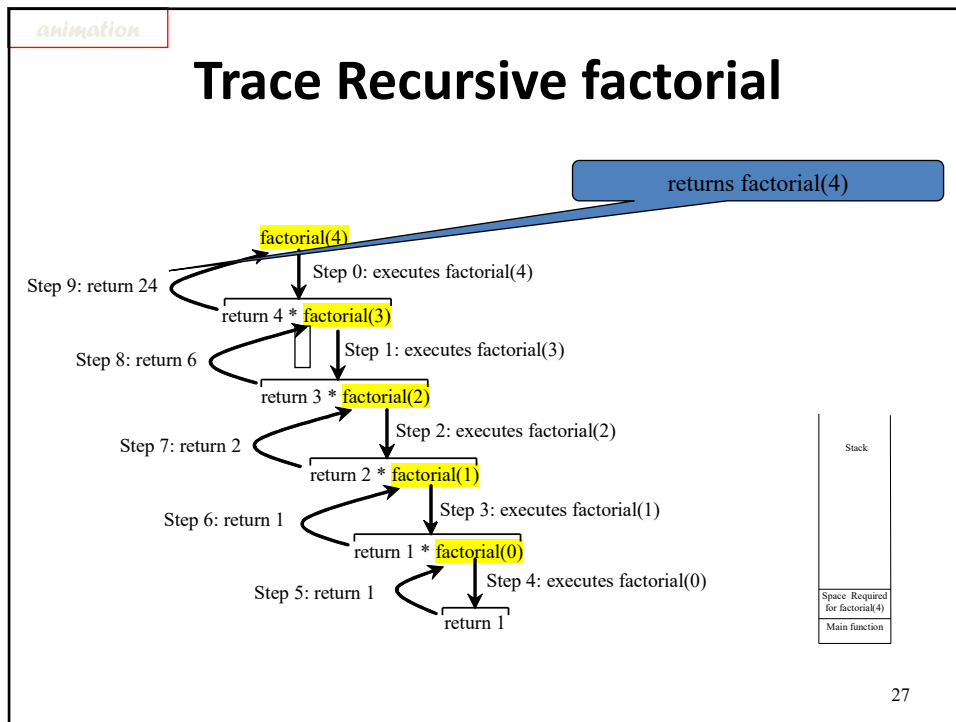 animation
Trace Recursive factorial
returns factorial(4)
factorial(4)
Step 0: executes factorial(4)
Step 9: return 24
return 4 * factorial(3)
Step 1: executes factorial(3)
Step 8: return 6
return 3 * factorial(2)
Step 2: executes factorial(2)
Step 7: return 2
return 2 * factorial(1)
Step 3: executes factorial(1)
Step 6: return 1
return 1 * factorial(0)
Step 4: executes factorial(0)
Step 5: return 1
return 1
Stack
Space Required
for factorial(4)
Main function
27